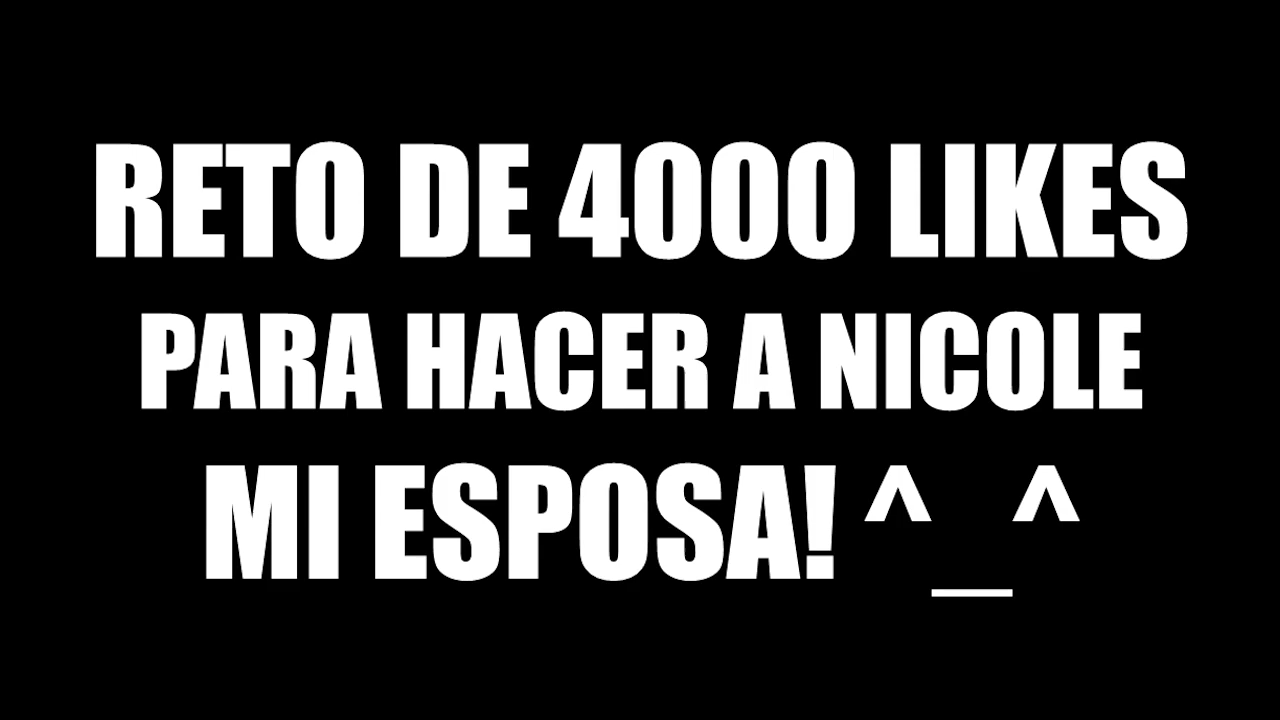 RETO DE 4000 LIKES
PARA HACER A NICOLE
MI ESPOSA! ^_^